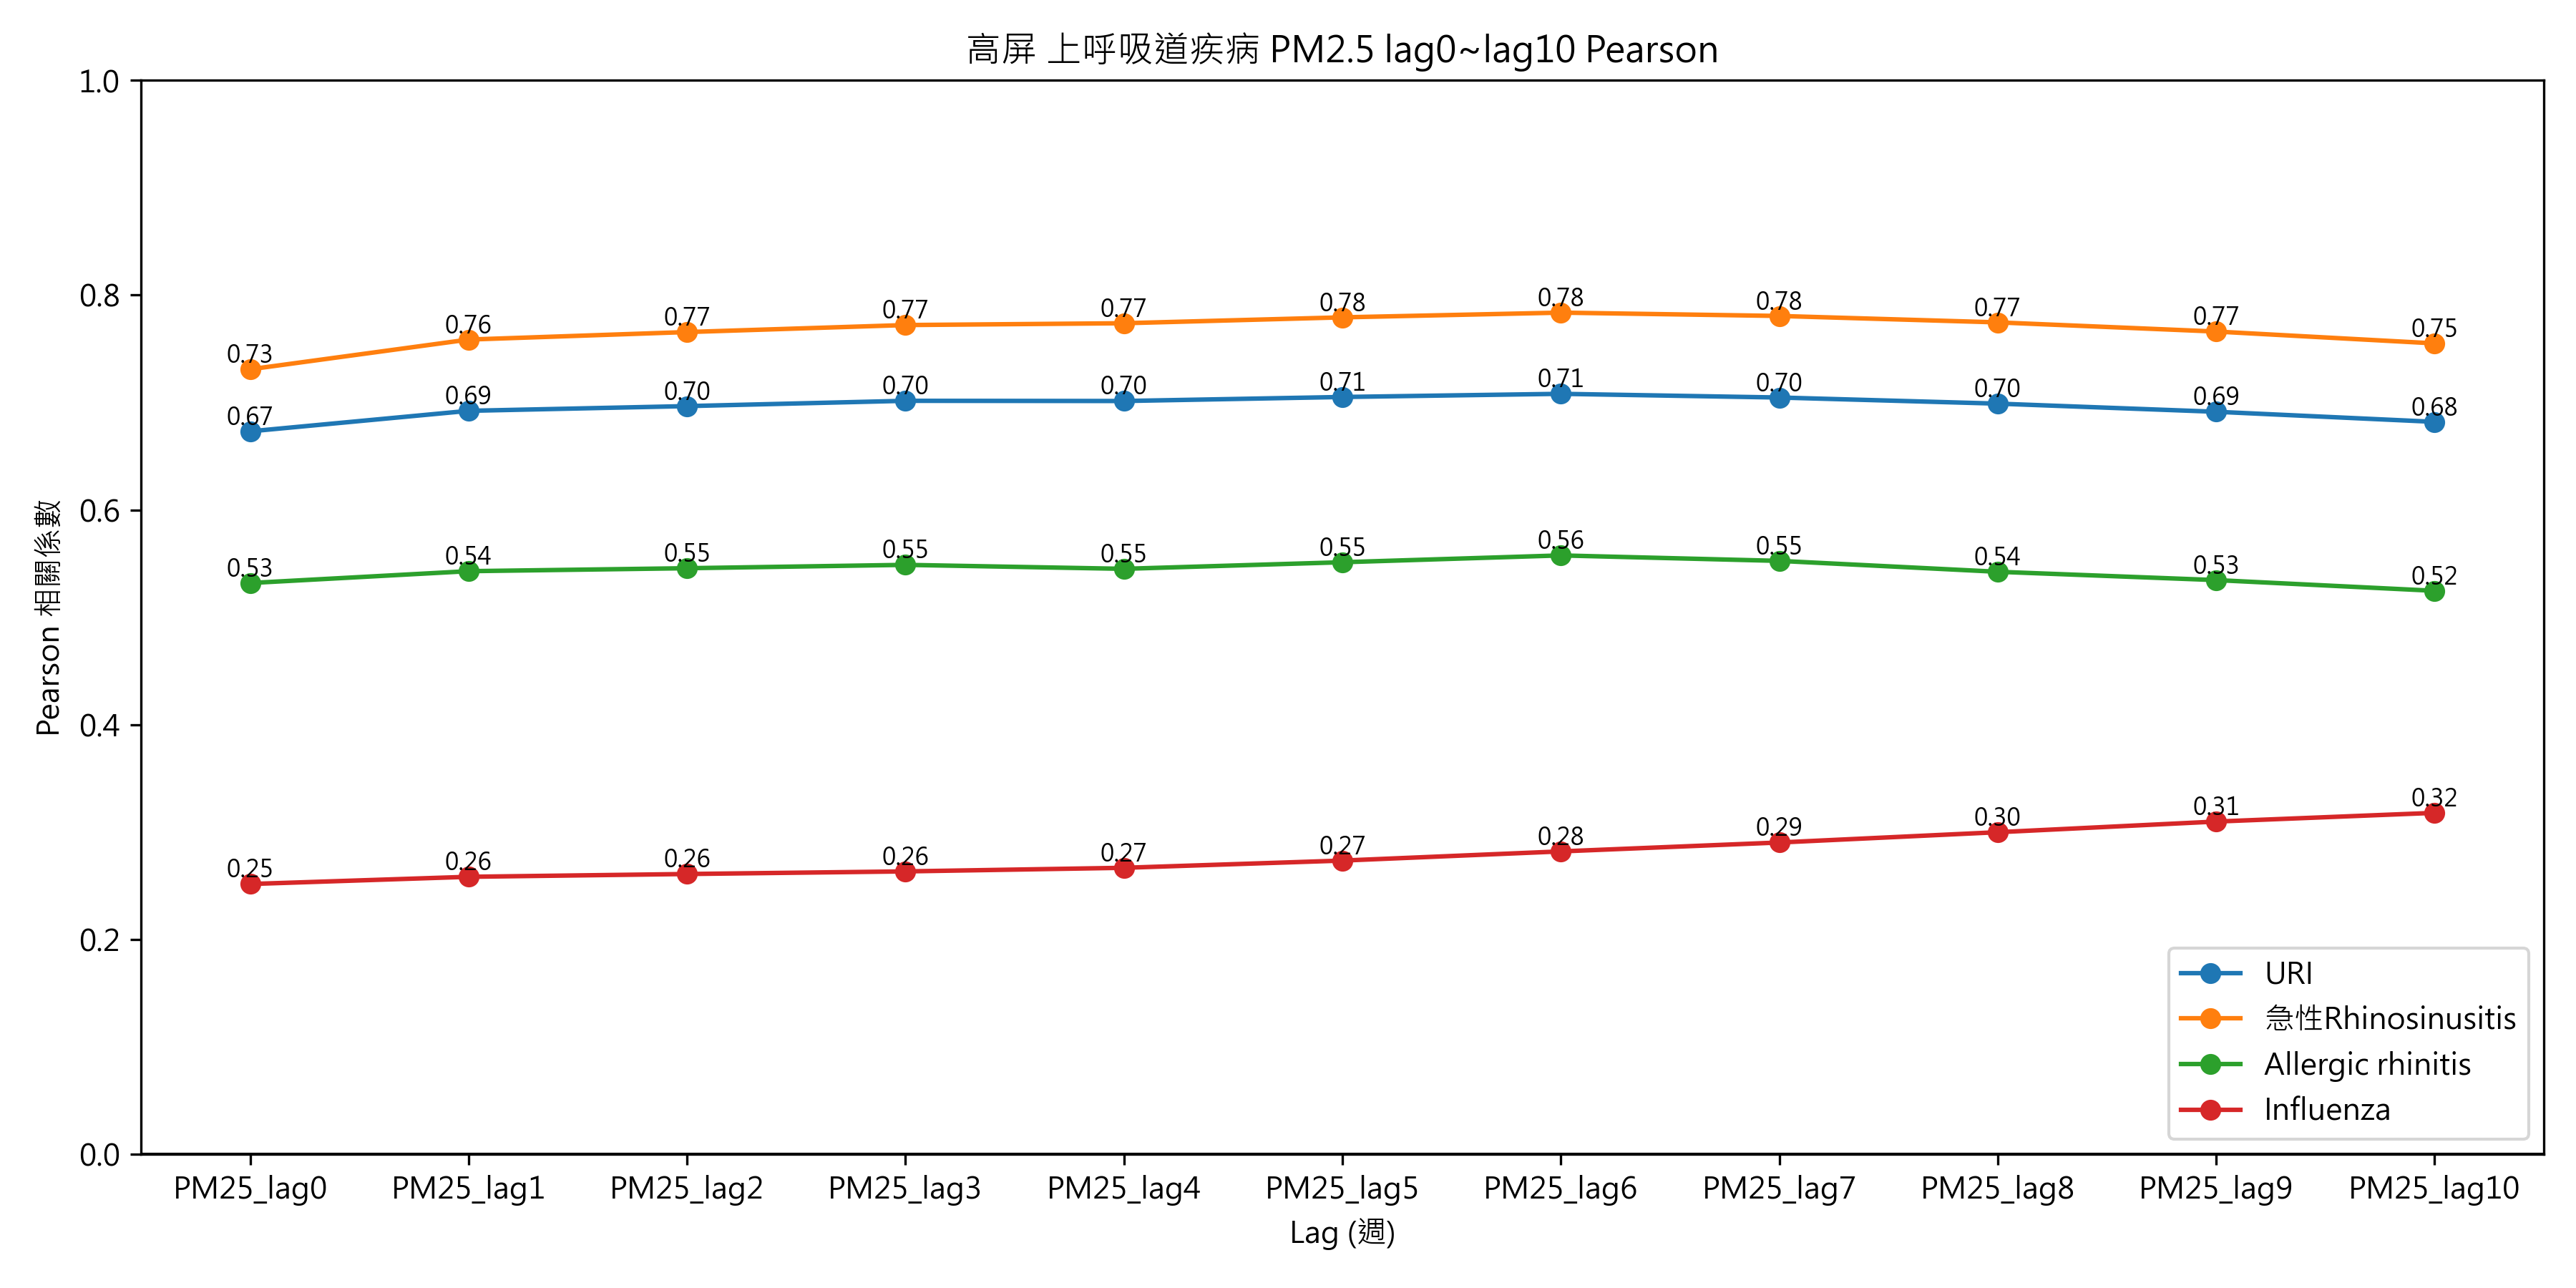 高屏 上呼吸道疾病 PM2.5 lag0~lag10 Pearson
Pearson 相關係數
1.0
0.8
0.6
0.4
0.2
0.0
0.73 0.76 0.77 0.77 0.77 0.78 0.78 0.78 0.77 0.77 0.75
0.67 0.69 0.70 0.70 0.70 0.71 0.71 0.70 0.70 0.69 0.68
0.53 0.54 0.55 0.55 0.55 0.55 0.56 0.55 0.54 0.53 0.52
0.25 0.26 0.26 0.26 0.27 0.27 0.28 0.29 0.30 0.31 0.32
URI
急性Rhinosinusitis
Allergic rhinitis
Influenza
PM25_lag0 PM25_lag1 PM25_lag2 PM25_lag3 PM25_lag4 PM25_lag5 PM25_lag6 PM25_lag7 PM25_lag8 PM25_lag9 PM25_lag10
Lag (週)